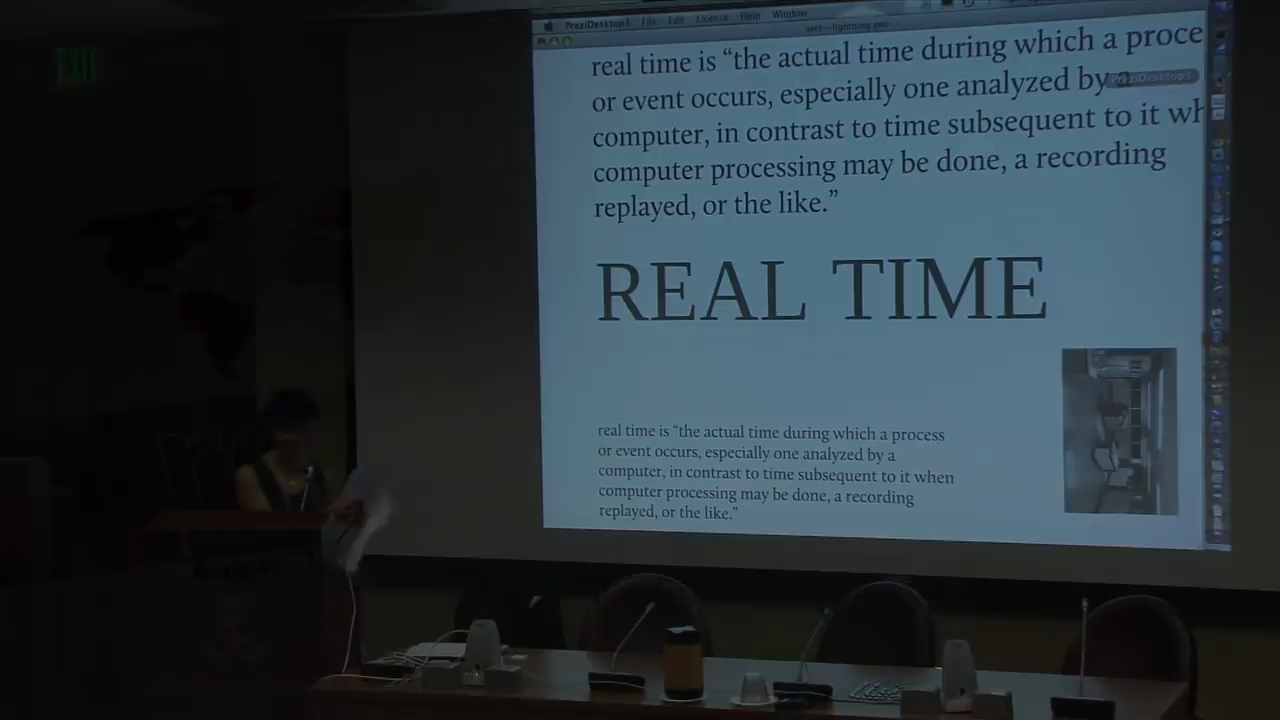 EXIT
PreziDesktop3 File Edit License Help Window
real time is “the actual time during which a proce
or event occurs, especially one analyzed by a
PreziDesktop3
computer, in contrast to time subsequent to it wh
computer processing may be done, a recording
replayed, or the like.”
REAL TIME
real time is “the actual time during which a process
or event occurs, especially one analyzed by a
computer, in contrast to time subsequent to it when
computer processing may be done, a recording
replayed, or the like.”